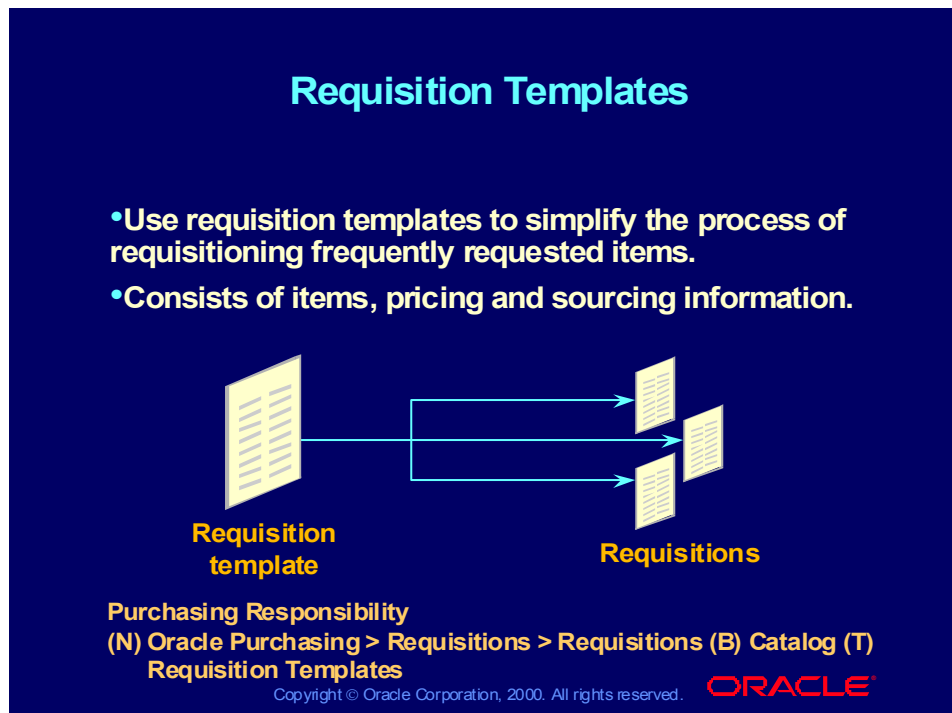 Requisition Templates
•Use requisition templates to simplify the process of
requisitioning frequently requested items.
•Consists of items, pricing and sourcing information.
Requisition
template
Requisitions
Purchasing Responsibility
(N) Oracle Purchasing > Requisitions > Requisitions (B) Catalog (T)
Requisition Templates
Copyright © Oracle Corporation, 2000. All rights reserved.
ORACLE®